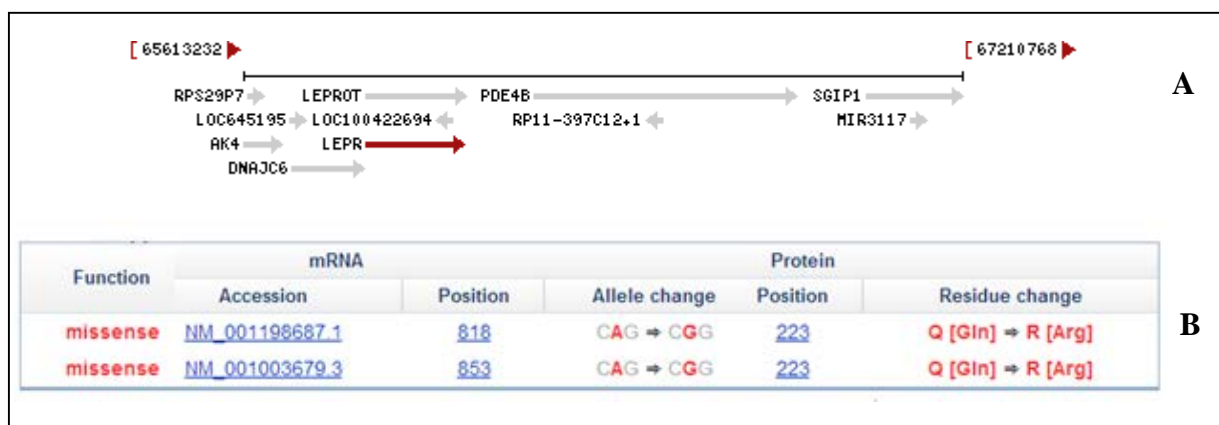 [ 65613232 [ 67210768
A
RPS29P7 LEPROT PDE4B SGIP1
LOC645195 LOC100422694 RP11-397C12.1 MIR3117
AK4 LEPR
DNAJC6
Function mRNA Protein
Accession Position Allele change Position Residue change
missense NM_001198687.1 818 CAG ➔ CGG 223 Q [Gln] ➔ R [Arg]
B
missense NM_001003679.3 853 CAG ➔ CGG 223 Q [Gln] ➔ R [Arg]